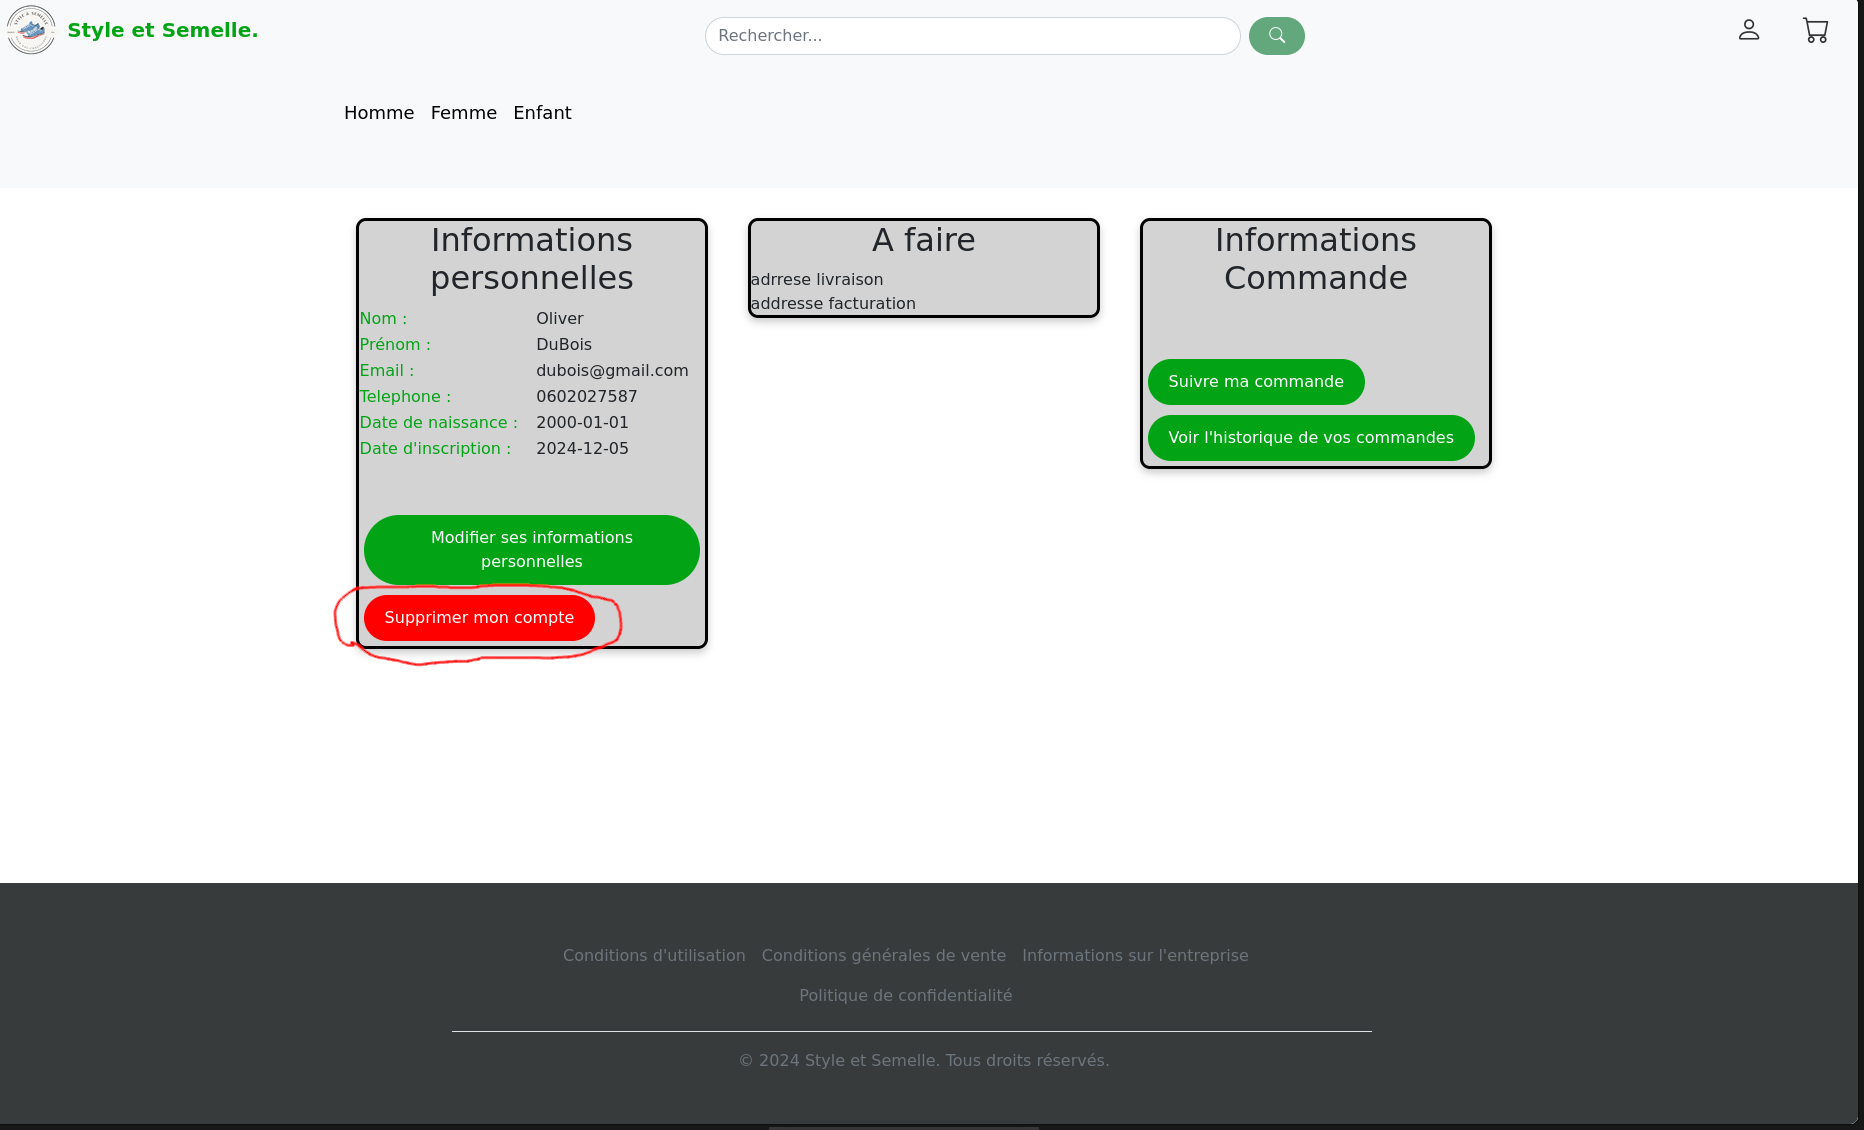 Style et Semelle.
Rechercher...
Homme Femme Enfant
Informations
personnelles
Nom : Oliver
Prénom : DuBois
Email : dubois@gmail.com
Telephone : 0602027587
Date de naissance : 2000-01-01
Date d'inscription : 2024-12-05
Modifier ses informations
personnelles
Supprimer mon compte
A faire
adrrese livraison
addresse facturation
Informations
Commande
Suivre ma commande
Voir l'historique de vos commandes
Conditions d'utilisation Conditions générales de vente Informations sur l'entreprise
Politique de confidentialité
© 2024 Style et Semelle. Tous droits réservés.